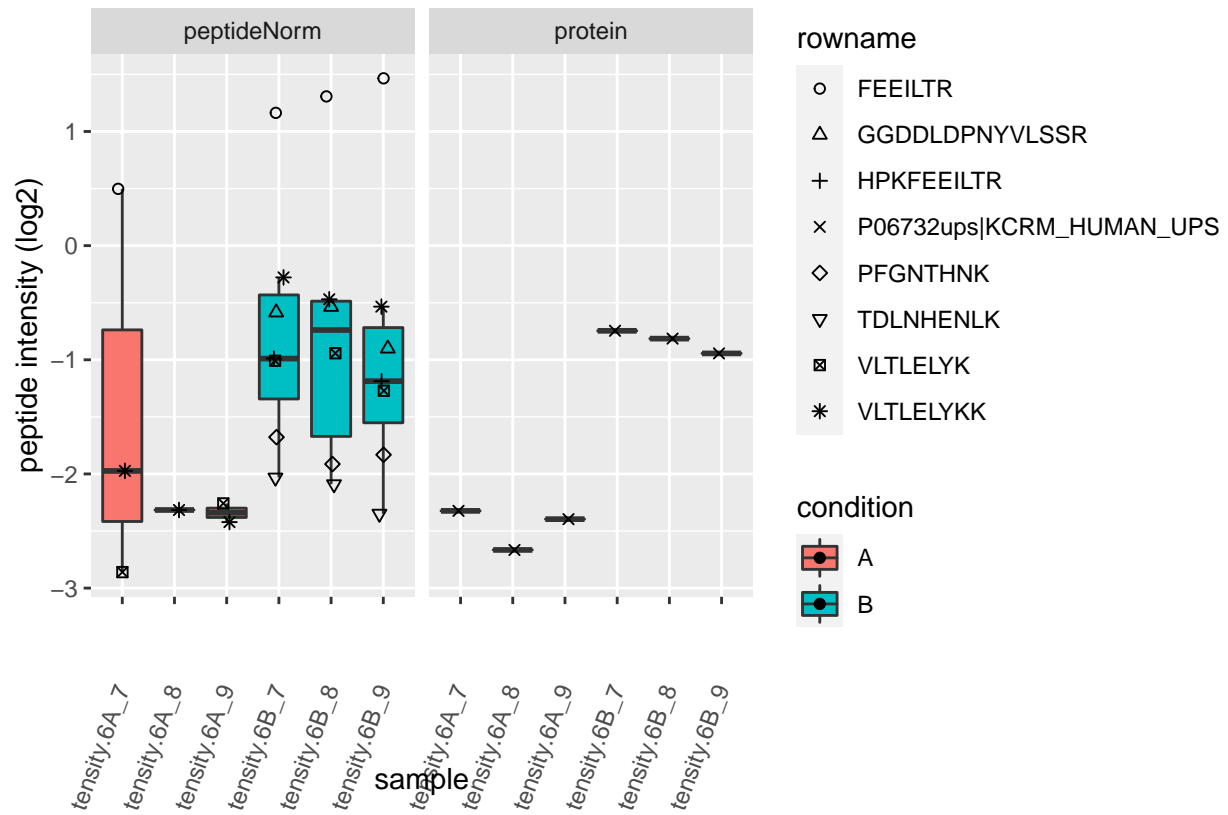 peptideNorm
protein
peptide intensity (log2)
1
0
−1
−2
−3
tensity.6A_7
tensity.6A_8
tensity.6A_9
tensity.6B_7
tensity.6B_8
tensity.6B_9
tensity.6A_7
tensity.6A_8
tensity.6A_9
tensity.6B_7
tensity.6B_8
tensity.6B_9
sample
rowname
FEEILTR
GGDDLDPNYVLSSR
HPKFEEILTR
P06732ups|KCRM_HUMAN_UPS
PFGNTHNK
TDLNHENLK
VLTLELYK
VLTLELYKK
condition
A
B